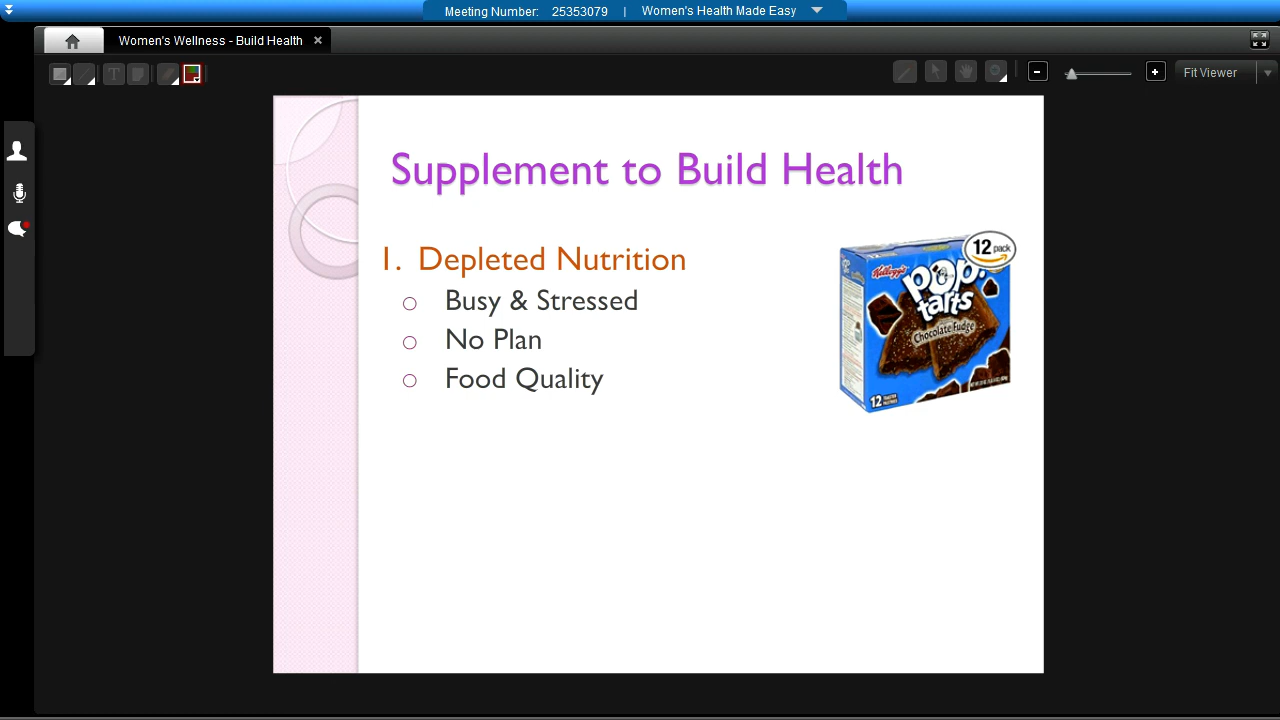 Meeting Number: 25353079 | Women's Health Made Easy
Women's Wellness - Build Health
Fit Viewer
Supplement to Build Health
1. Depleted Nutrition
Busy & Stressed
No Plan
Food Quality
12 pack
12
Kellogg's
pop.
tarts
Chocolate Fudge
12